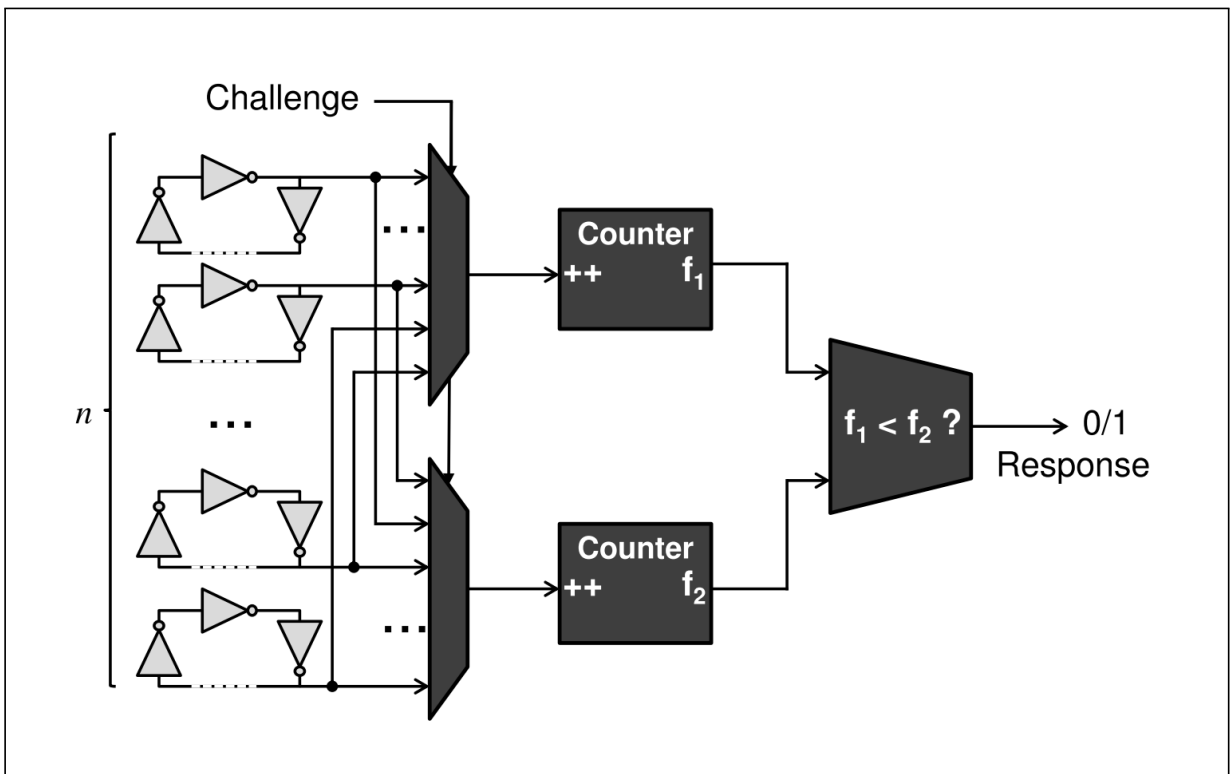 Challenge
...
Counter
++ f₁
n
...
f₁ < f₂ ?
0/1
Response
Counter
++ f₂
...